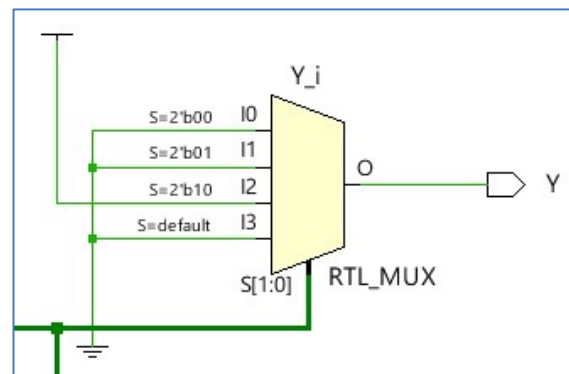 Y_i
S=2'b00 I0
S=2'b01 I1
S=2'b10 I2
S=default I3
O
Y
S[1:0]
RTL_MUX